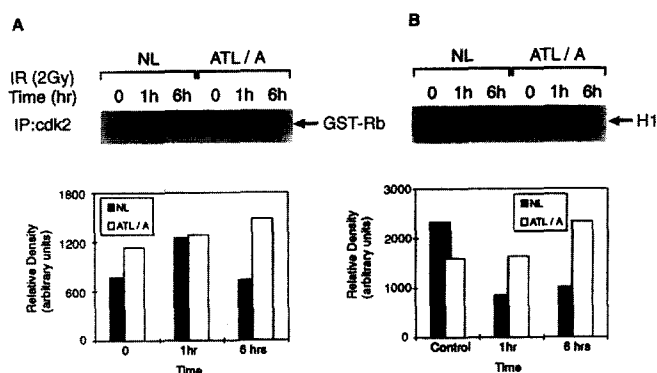 A
NL ATL / A
IR (2Gy)
Time (hr) 0 1h 6h 0 1h 6h
IP:cdk2 GST-Rb
1800
1200
600
0
Relative Density
(arbitrary units)
NL
ATL / A
0 1hr 6 hrs
Time
B
NL ATL / A
0 1h 6h 0 1h 6h
H1
3000
2000
1000
0
Relative Density
(arbitrary units)
NL
ATL / A
Control 1hr 6 hrs
Time